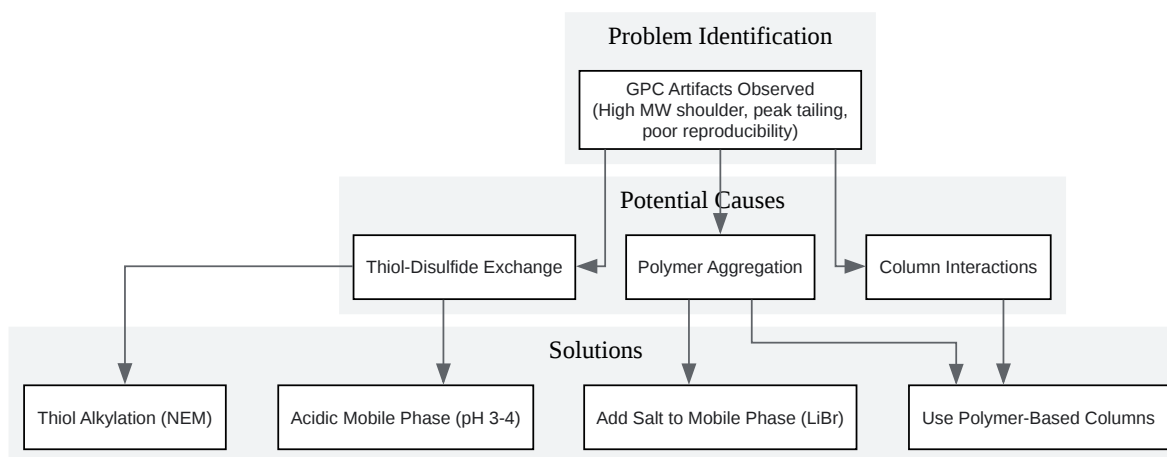 Problem Identification
GPC Artifacts Observed
(High MW shoulder, peak tailing,
poor reproducibility)
Potential Causes
Thiol-Disulfide Exchange
Polymer Aggregation
Column Interactions
Solutions
Thiol Alkylation (NEM)
Acidic Mobile Phase (pH 3-4)
Add Salt to Mobile Phase (LiBr)
Use Polymer-Based Columns